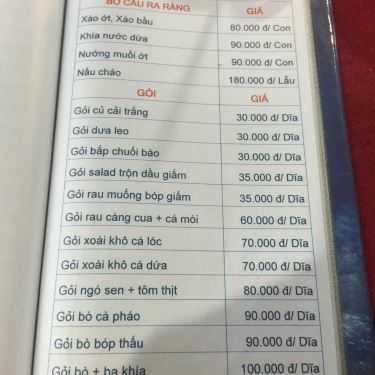 BỒ CÂU RA RÀNG GIÁ
Xào ớt, Xáo bầu 80.000 đ/ Con
Khìa nước dừa 90.000 đ/ Con
Nướng muối ớt 90.000 đ/ Con
Nấu cháo 180.000 đ/ Lẩu
GỎI GIÁ
Gỏi củ cải trắng 30.000 đ/ Dĩa
Gỏi dưa leo 30.000 đ/ Dĩa
Gỏi bắp chuối bào 30.000 đ/ Dĩa
Gỏi salad trộn dầu giấm 35.000 đ/ Dĩa
Gỏi rau muống bóp giấm 35.000 đ/ Dĩa
Gỏi rau càng cua + cá mòi 60.000 đ/ Dĩa
Gỏi xoài khô cá lóc 70.000 đ/ Dĩa
Gỏi xoài khô cá dứa 70.000 đ/ Dĩa
Gỏi ngó sen + tôm thịt 80.000 đ/ Dĩa
Gỏi bò cà pháo 90.000 đ/ Dĩa
Gỏi bò bóp thấu 90.000 đ/ Dĩa
Gỏi bò + ba khía 100.000 đ/ Dĩa